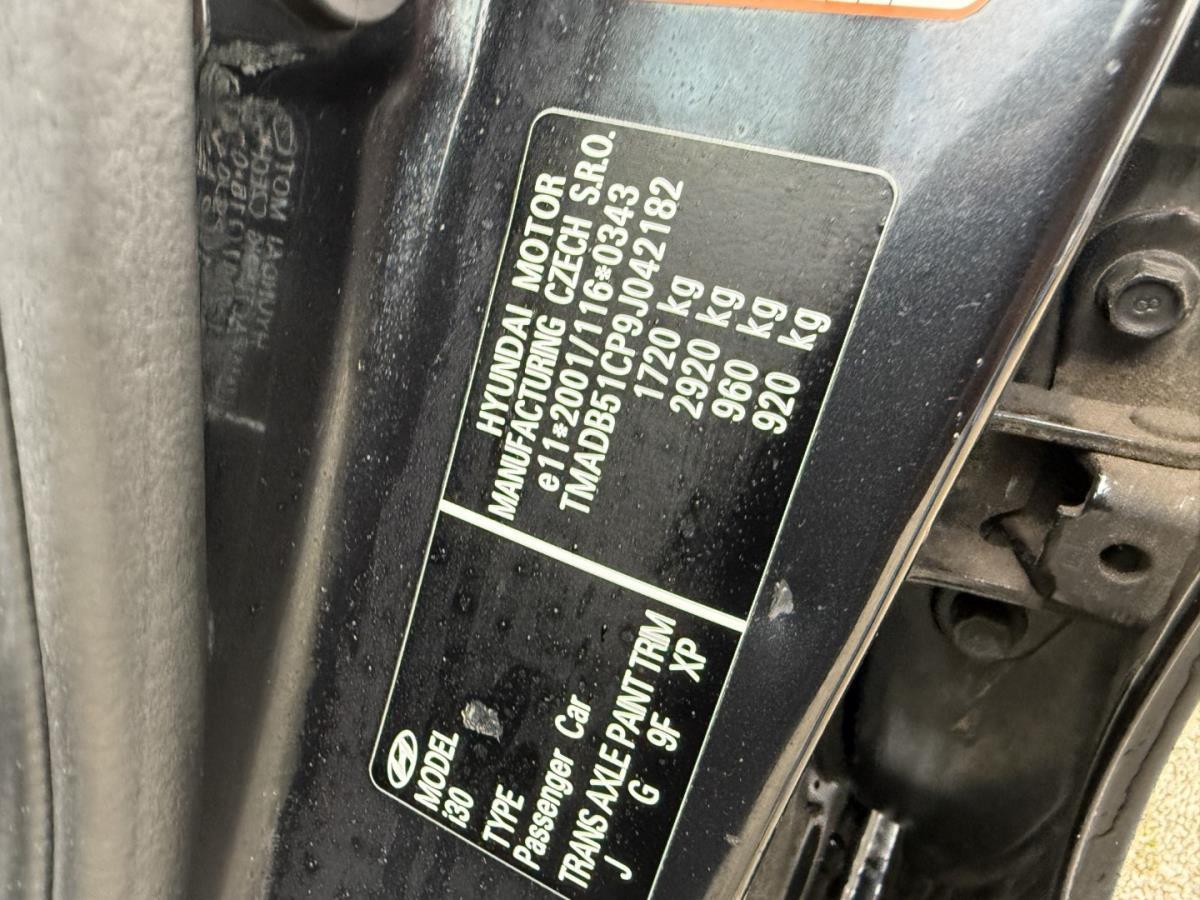 HYUNDAI MOTOR
MANUFACTURING CZECH S.R.O.
e11*2001/116*0343
TMADB51CP9J042182
1720 kg
2920 kg
960 kg
920 kg
MODEL
i30
TYPE
Passenger Car
TRANS AXLE PAINT TRIM
J G 9F XP
8